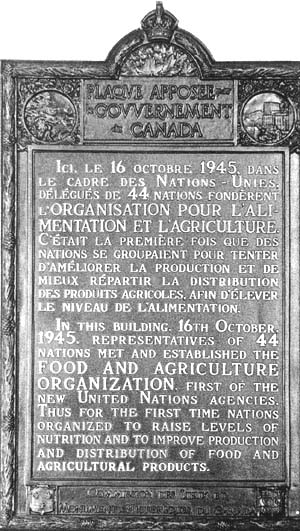 PLAQVE APPOSÉE par
le GOVVERNEMENT
du CANADA
ICI, LE 16 OCTOBRE 1945, DANS
LE CADRE DES NATIONS-UNIES,
DÉLÉGUÉS DE 44 NATIONS FONDÈRENT
L'ORGANISATION POUR L'ALI-
MENTATION ET L'AGRICULTURE.
C'ÉTAIT LA PREMIÈRE FOIS QUE DES
NATIONS SE GROUPAIENT POUR TENTER
D'AMÉLIORER LA PRODUCTION ET DE
MIEUX RÉPARTIR LA DISTRIBUTION
DES PRODUITS AGRICOLES, AFIN D'ÉLEVER
LE NIVEAU DE L'ALIMENTATION.
IN THIS BUILDING, 16TH OCTOBER,
1945, REPRESENTATIVES OF 44
NATIONS MET AND ESTABLISHED THE
FOOD AND AGRICULTURE
ORGANIZATION, FIRST OF THE
NEW UNITED NATIONS AGENCIES.
THUS FOR THE FIRST TIME NATIONS
ORGANIZED TO RAISE LEVELS OF
NUTRITION AND TO IMPROVE PRODUCTION
AND DISTRIBUTION OF FOOD AND
AGRICULTURAL PRODUCTS.